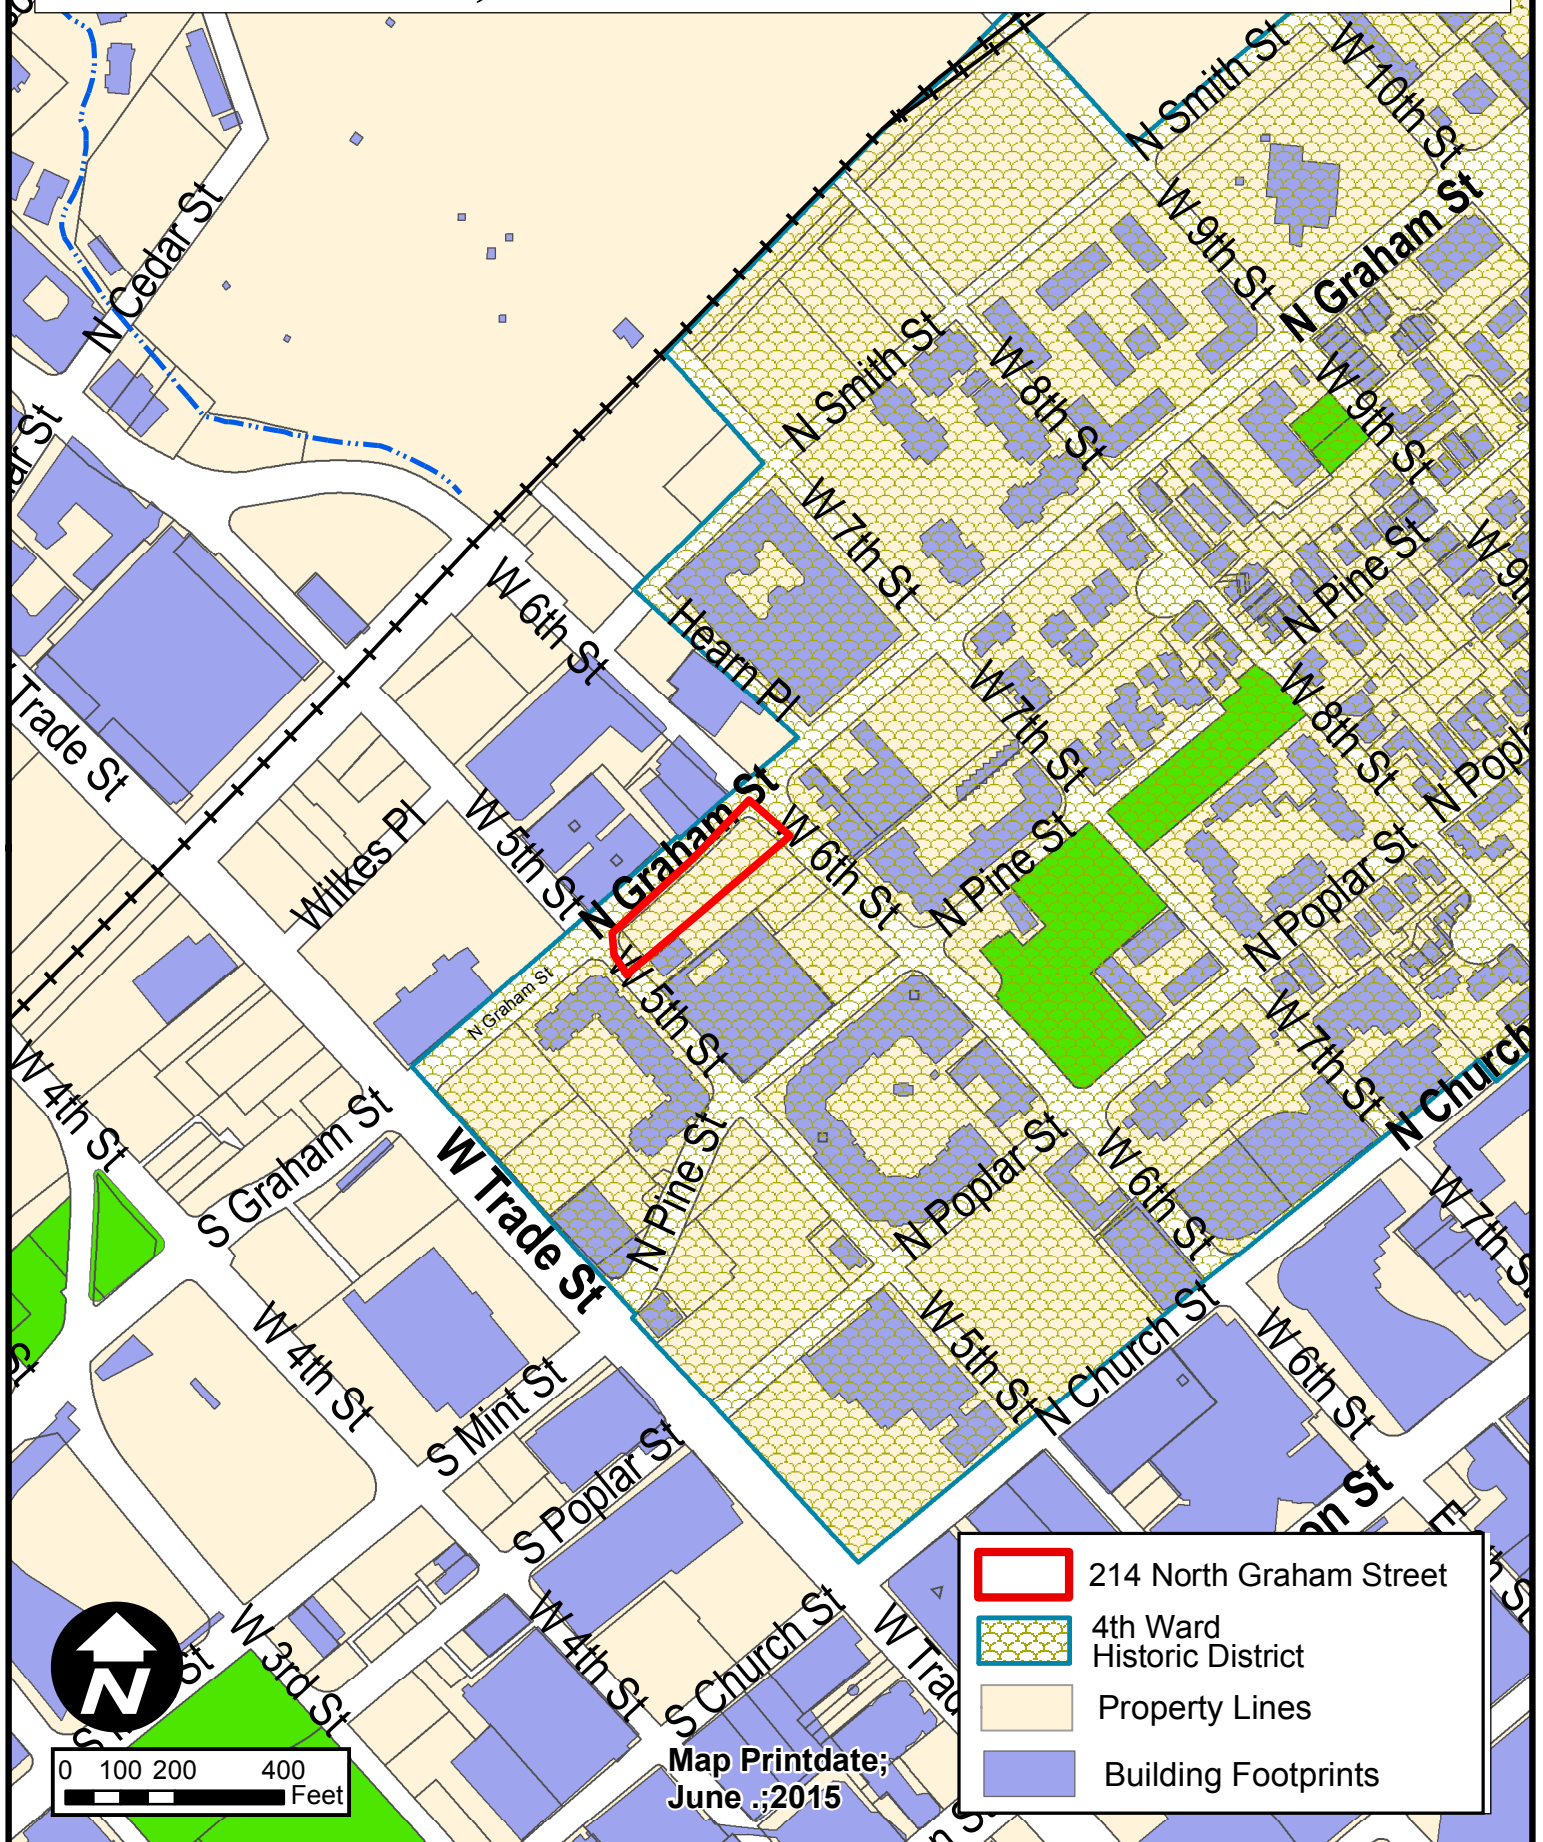 N Smith St
W 10th St
N Graham St
W 9th St
N Cedar St
N Smith St
W 8th St
W 9th St
W 7th St
N Pine St
W 6th St
Hearn Pl
W 7th St
W 8th St
Trade St
N Graham St
W 5th St
W 6th St
Wilkes Pl
N Pine St
N Poplar St
N Graham St
W 5th St
W 7th St
N Church
W 4th St
S Graham St
W Trade St
N Pine St
N Poplar St
W 6th St
W 7th St
W 4th St
W 5th St
N Church St
W 6th St
S Mint St
S Poplar St
W 4th St
S Church St
W 3rd St
N
0 100 200 400
Feet
Map Printdate;
June .;2015
214 North Graham Street
4th Ward
Historic District
Property Lines
Building Footprints